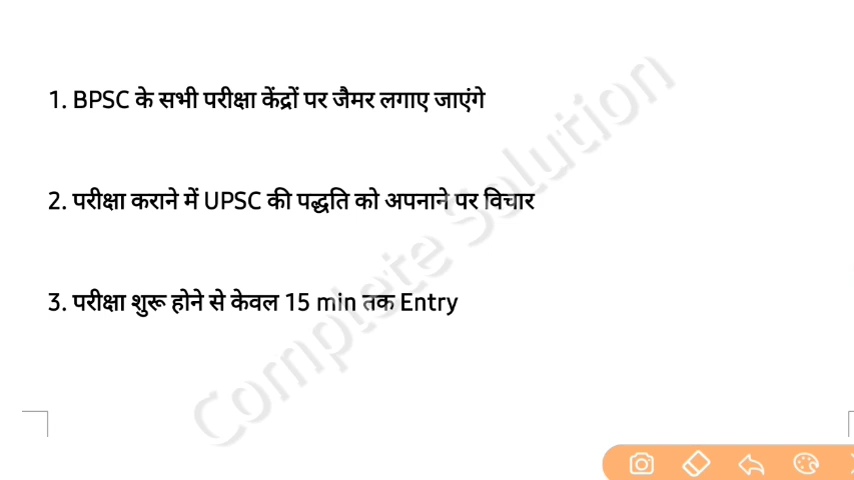 1. BPSC के सभी परीक्षा केंद्रों पर जैमर लगाए जाएंगे
2. परीक्षा कराने में UPSC की पद्धति को अपनाने पर विचार
3. परीक्षा शुरू होने से केवल 15 min तक Entry
Complete Solution